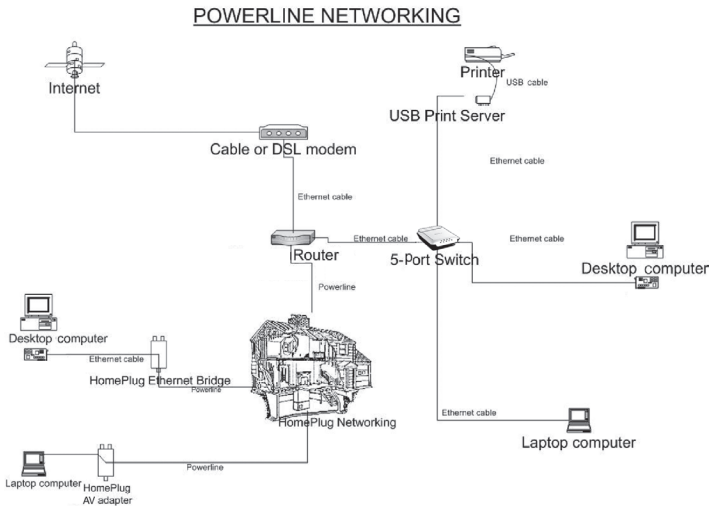 POWERLINE NETWORKING
Internet
Printer
USB cable
USB Print Server
Cable or DSL modem
Ethernet cable
Ethernet cable
Ethernet cable
Ethernet cable
Router
5-Port Switch
Desktop computer
Powerline
Desktop computer
Ethernet cable
HomePlug Ethernet Bridge
Powerline
HomePlug Networking
Ethernet cable
Laptop computer
Powerline
Laptop computer
HomePlug
AV adapter